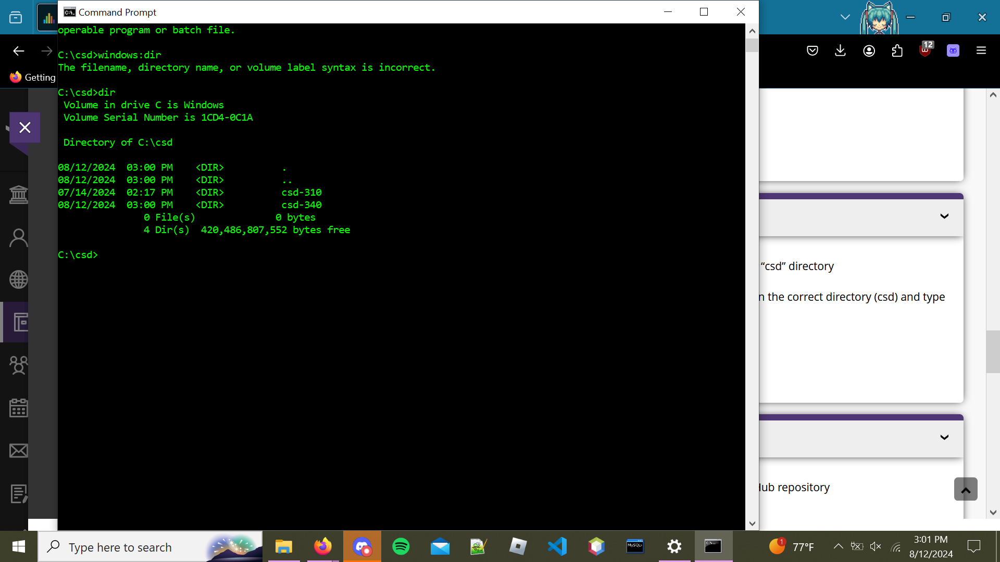 Command Prompt
operable program or batch file.
C:\csd>windows:dir
The filename, directory name, or volume label syntax is incorrect.
C:\csd>dir
Volume in drive C is Windows
Volume Serial Number is 1CD4-0C1A
Directory of C:\csd
08/12/2024 03:00 PM <DIR> .
08/12/2024 03:00 PM <DIR> ..
07/14/2024 02:17 PM <DIR> csd-310
08/12/2024 03:00 PM <DIR> csd-340
0 File(s) 0 bytes
4 Dir(s) 420,486,807,552 bytes free
C:\csd>
12
Getting
“csd” directory
n the correct directory (csd) and type
Hub repository
Type here to search
MySQL
1
77°F
3:01 PM
8/12/2024